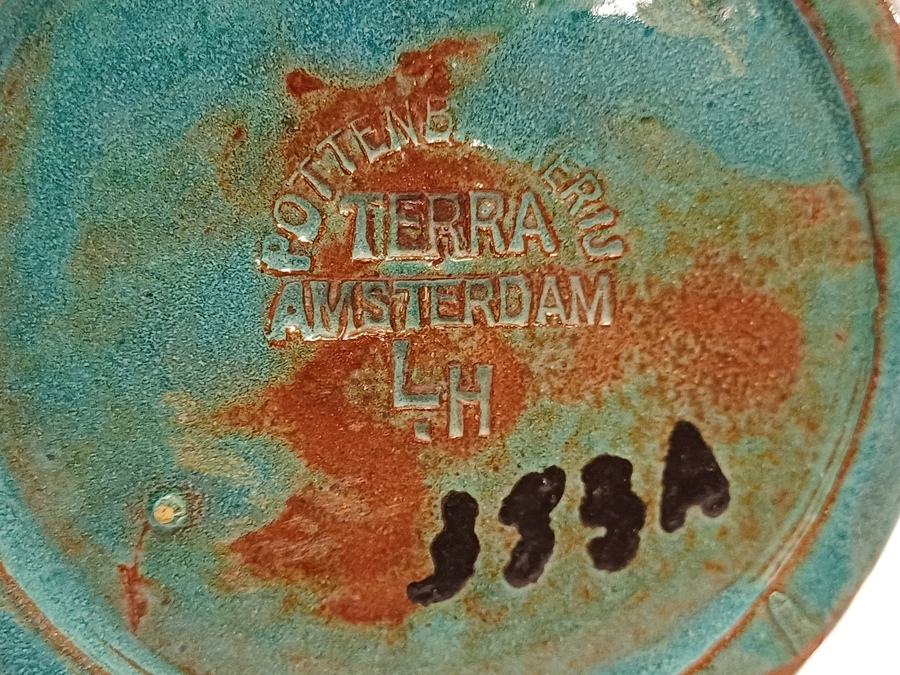 POTTENB ERIJ
TERRA
AMSTERDAM
L.H